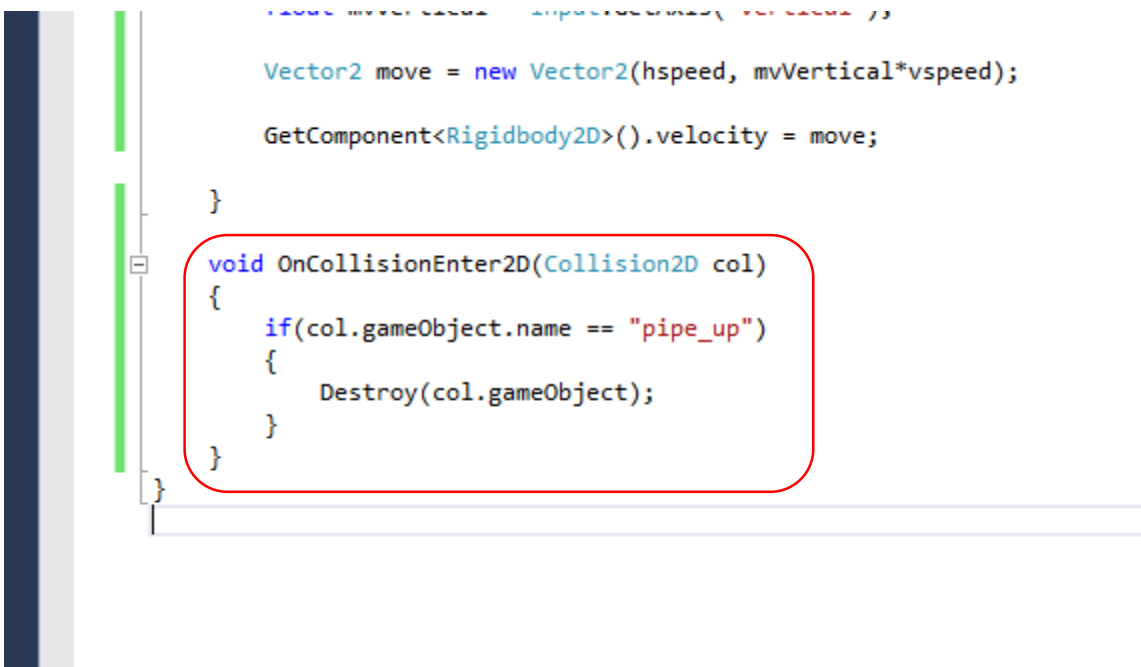 Vector2 move = new Vector2(hspeed, mvVertical*vspeed);
GetComponent<Rigidbody2D>().velocity = move;
}
void OnCollisionEnter2D(Collision2D col)
{
if(col.gameObject.name == "pipe_up")
{
Destroy(col.gameObject);
}
}
}